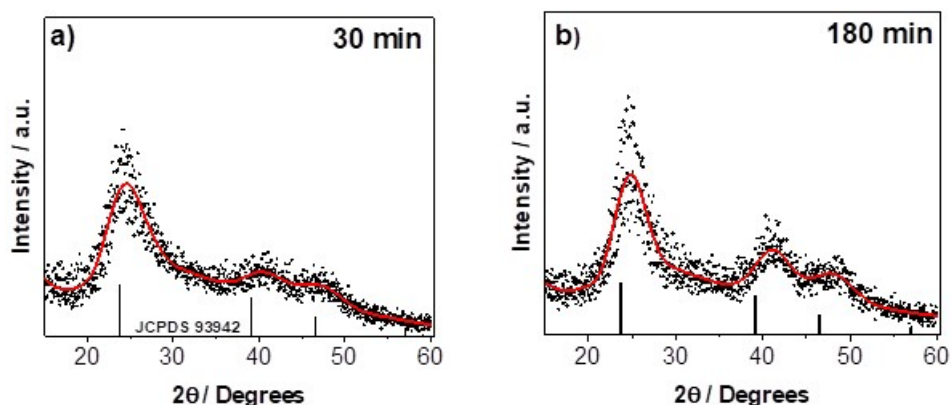 a)
30 min
Intensity / a.u.
JCPDS 93942
20 30 40 50 60
2θ / Degrees
b)
180 min
Intensity / a.u.
20 30 40 50 60
2θ / Degrees